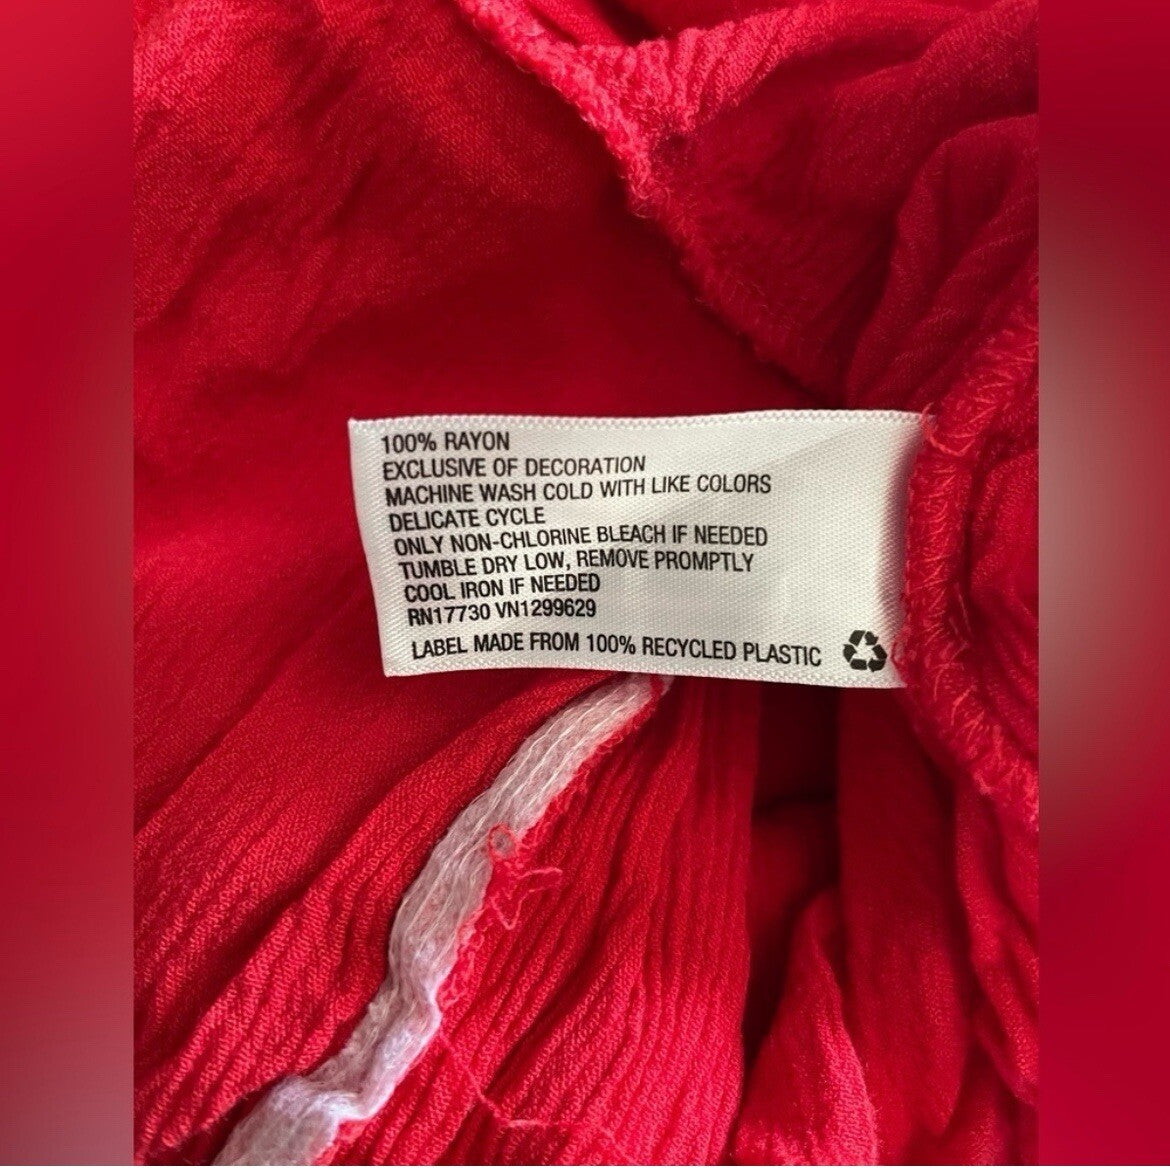 100% RAYON
EXCLUSIVE OF DECORATION
MACHINE WASH COLD WITH LIKE COLORS
DELICATE CYCLE
ONLY NON-CHLORINE BLEACH IF NEEDED
TUMBLE DRY LOW, REMOVE PROMPTLY
COOL IRON IF NEEDED
RN17730 VN1299629
LABEL MADE FROM 100% RECYCLED PLASTIC